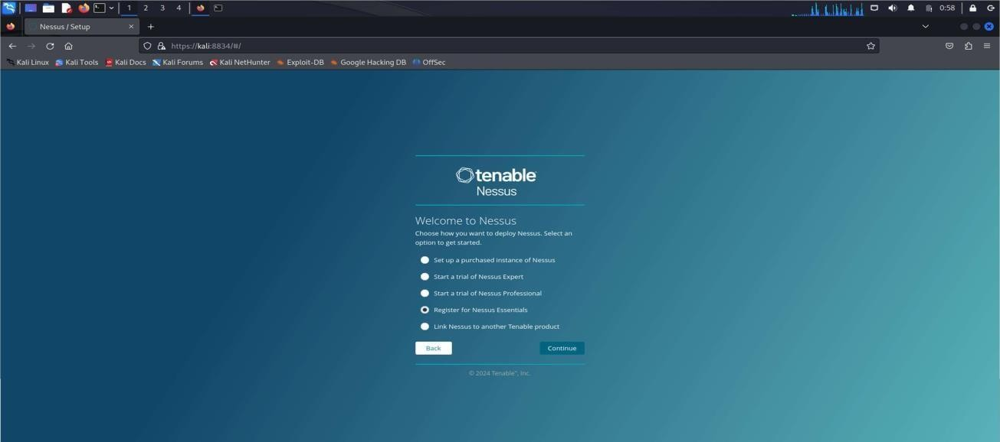 1 2 3 4
0:58
Nessus / Setup
https://kali:8834/#/
Kali Linux Kali Tools Kali Docs Kali Forums Kali NetHunter Exploit-DB Google Hacking DB OffSec
tenable
Nessus
Welcome to Nessus
Choose how you want to deploy Nessus. Select an
option to get started.
Set up a purchased instance of Nessus
Start a trial of Nessus Expert
Start a trial of Nessus Professional
Register for Nessus Essentials
Link Nessus to another Tenable product
Back Continue
© 2024 Tenable™, Inc.